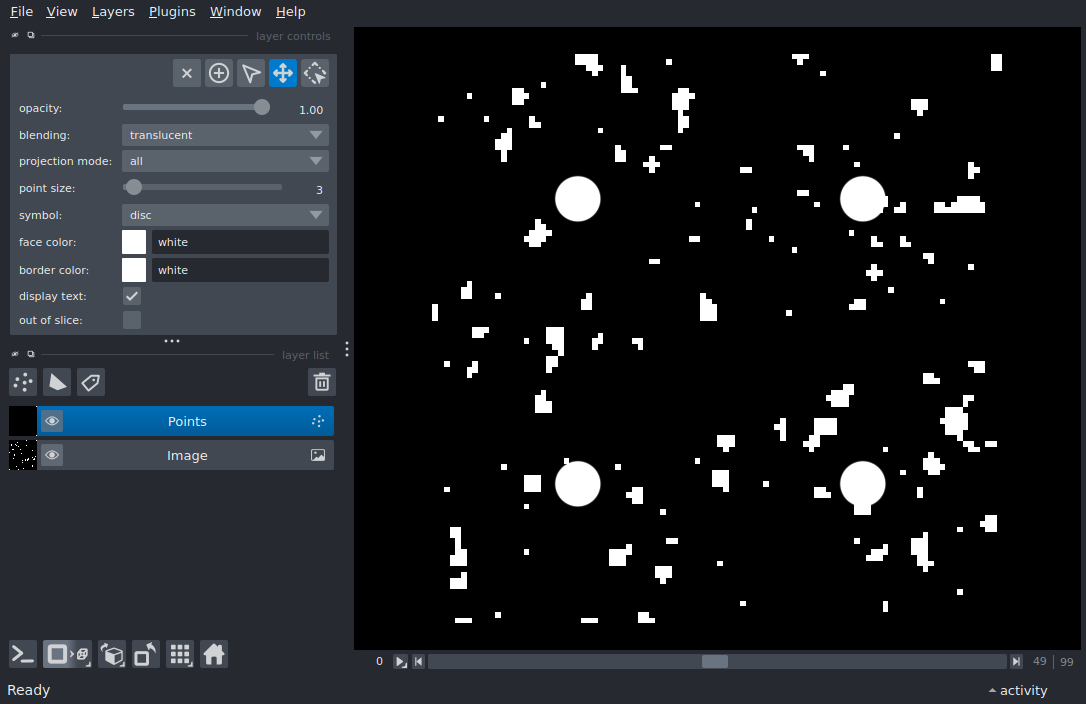 File View Layers Plugins Window Help
layer controls
opacity: 1.00
blending: translucent
projection mode: all
point size: 3
symbol: disc
face color: white
border color: white
display text:
out of slice:
layer list
Points
Image
0 49 99
Ready activity